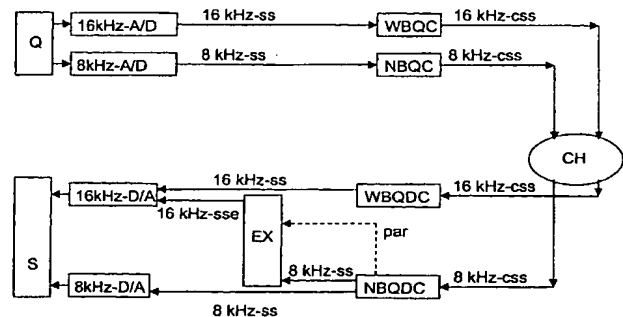 16 kHz-ss
16 kHz-css
Q
16kHz-A/D
WBQC
8 kHz-ss
8 kHz-css
8kHz-A/D
NBQC
CH
16 kHz-ss
16 kHz-css
16kHz-D/A
WBQDC
16 kHz-sse
EX
par
S
8 kHz-ss
8 kHz-css
8kHz-D/A
NBQDC
8 kHz-ss